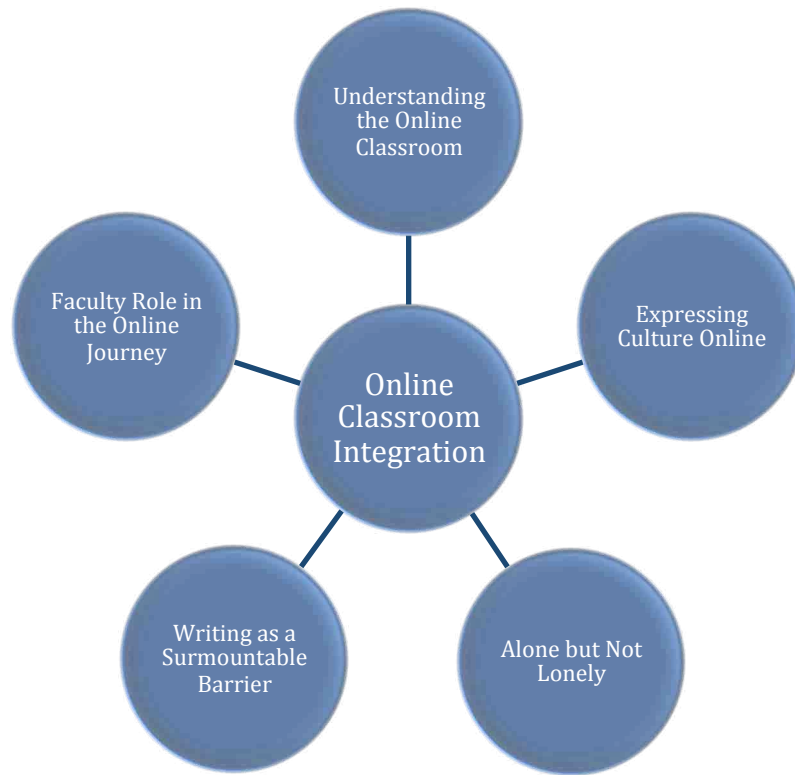 Understanding
the Online
Classroom
Faculty Role in
the Online
Journey
Expressing
Culture Online
Online
Classroom
Integration
Writing as a
Surmountable
Barrier
Alone but Not
Lonely